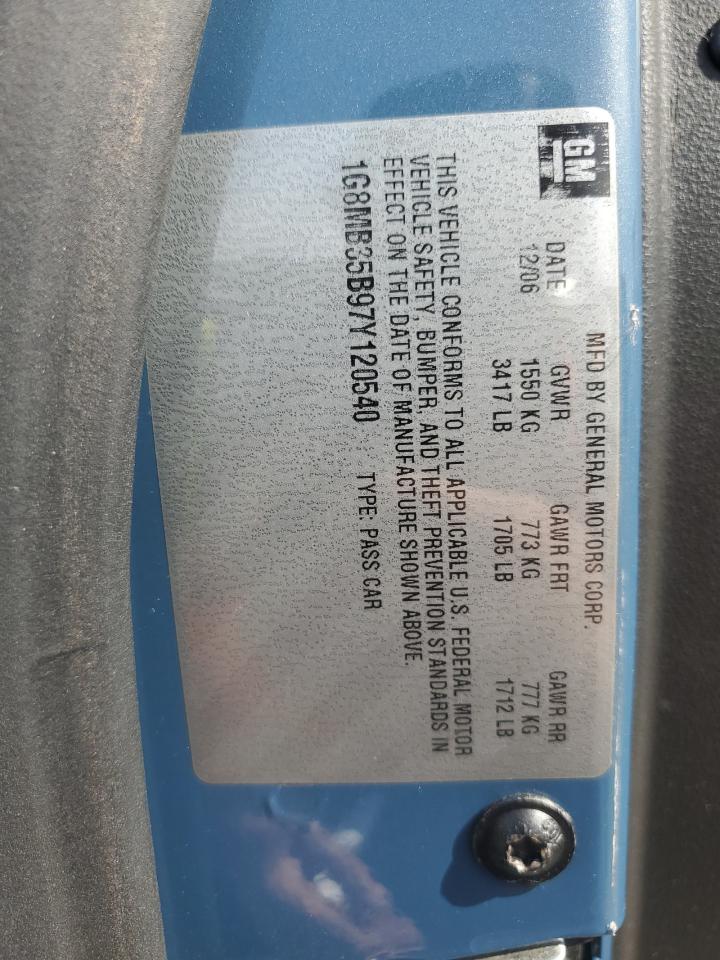 GM
MFD BY GENERAL MOTORS CORP.
DATE GVWR GAWR FRT GAWR RR
12/06 1550 KG 773 KG 777 KG
3417 LB 1705 LB 1712 LB
THIS VEHICLE CONFORMS TO ALL APPLICABLE U.S. FEDERAL MOTOR
VEHICLE SAFETY, BUMPER, AND THEFT PREVENTION STANDARDS IN
EFFECT ON THE DATE OF MANUFACTURE SHOWN ABOVE.
1G8MB35B97Y120540 TYPE: PASS CAR